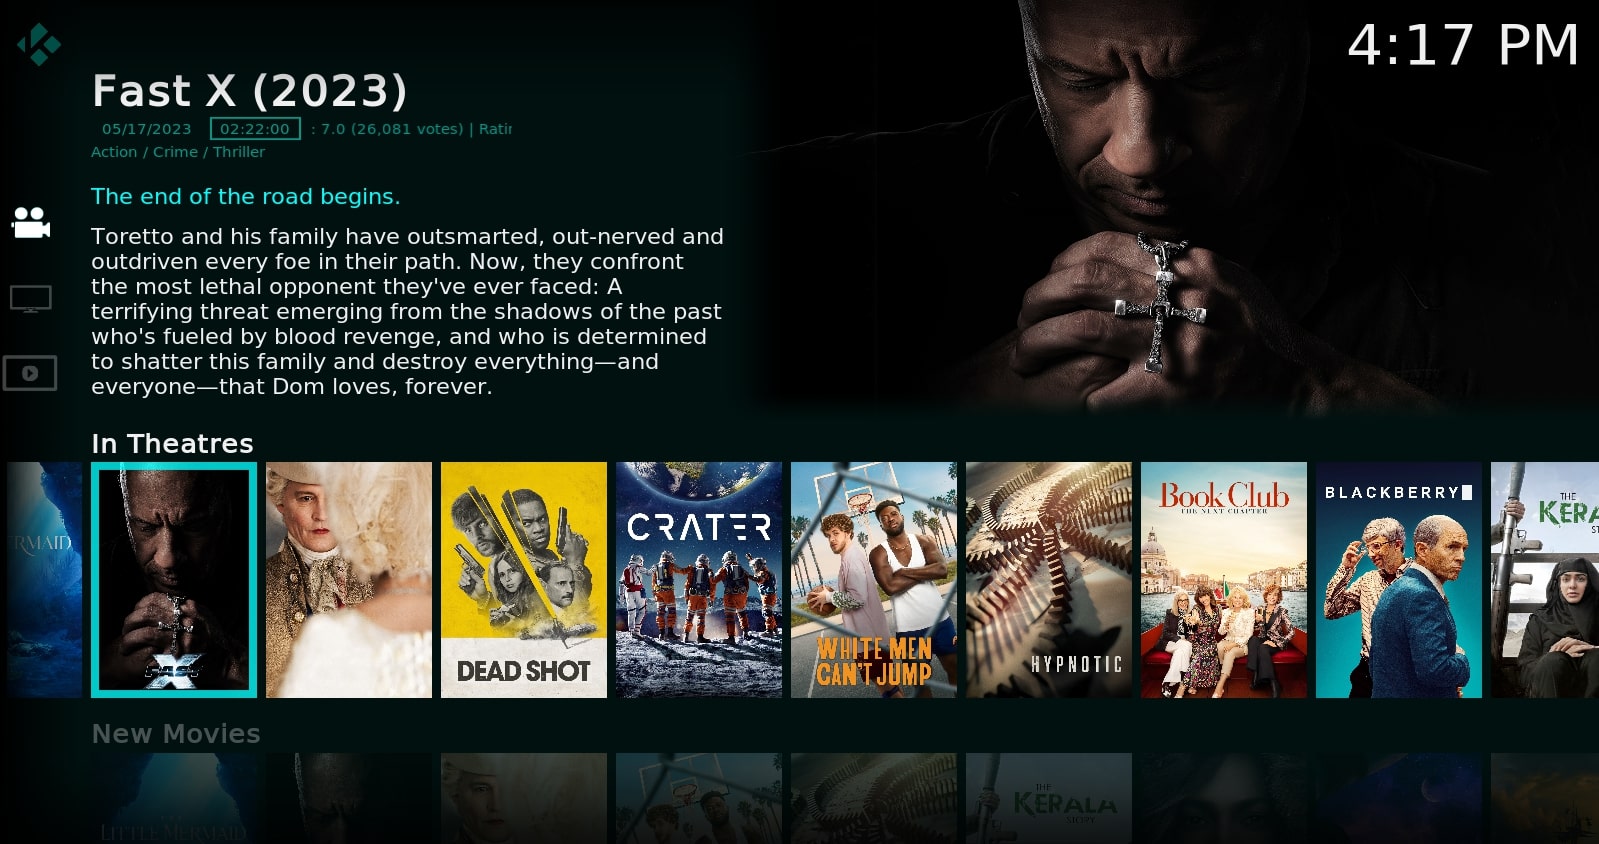 4:17 PM
Fast X (2023)
05/17/2023 02:22:00 : 7.0 (26,081 votes) | Ratin
Action / Crime / Thriller
The end of the road begins.
Toretto and his family have outsmarted, out-nerved and
outdriven every foe in their path. Now, they confront
the most lethal opponent they've ever faced: A
terrifying threat emerging from the shadows of the past
who's fueled by blood revenge, and who is determined
to shatter this family and destroy everything—and
everyone—that Dom loves, forever.
In Theatres
ERMAID
X
DEAD SHOT
CRATER
WHITE MEN
CAN'T JUMP
HYPNOTIC
Book Club
THE NEXT CHAPTER
BLACKBERRY
THE
KERA
ST
New Movies
LITTLE MERMAID
THE
KERALA
STORY